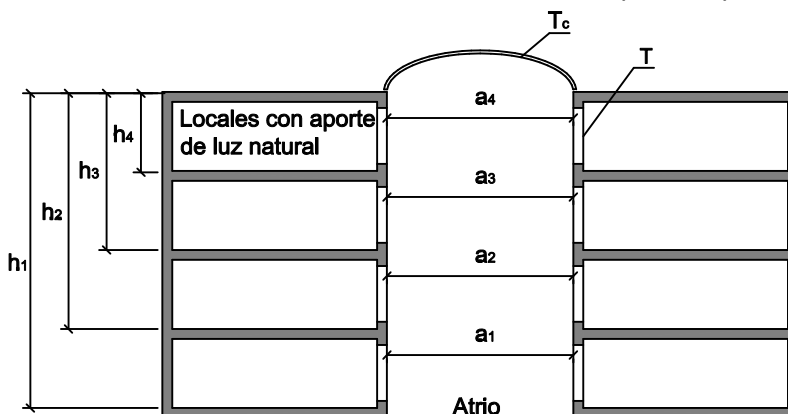 Tc
T
a4
Locales con aporte
de luz natural
h4
a3
h3
h2
a2
h1
a1
Atrio